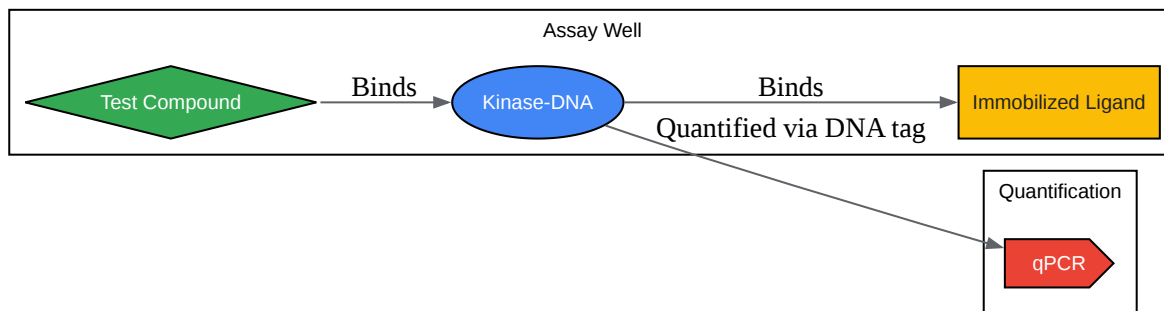 Assay Well
Test Compound
Binds
Kinase-DNA
Binds
Immobilized Ligand
Quantified via DNA tag
Quantification
qPCR